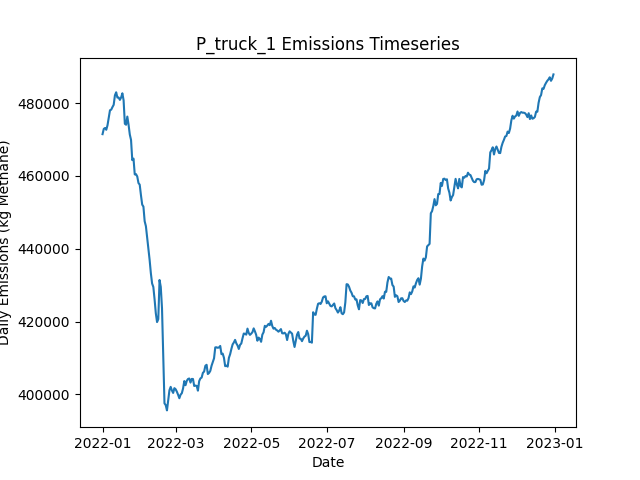 P_truck_1 Emissions Timeseries
Daily Emissions (kg Methane)
480000
460000
440000
420000
400000
2022-01 2022-03 2022-05 2022-07 2022-09 2022-11 2023-01
Date